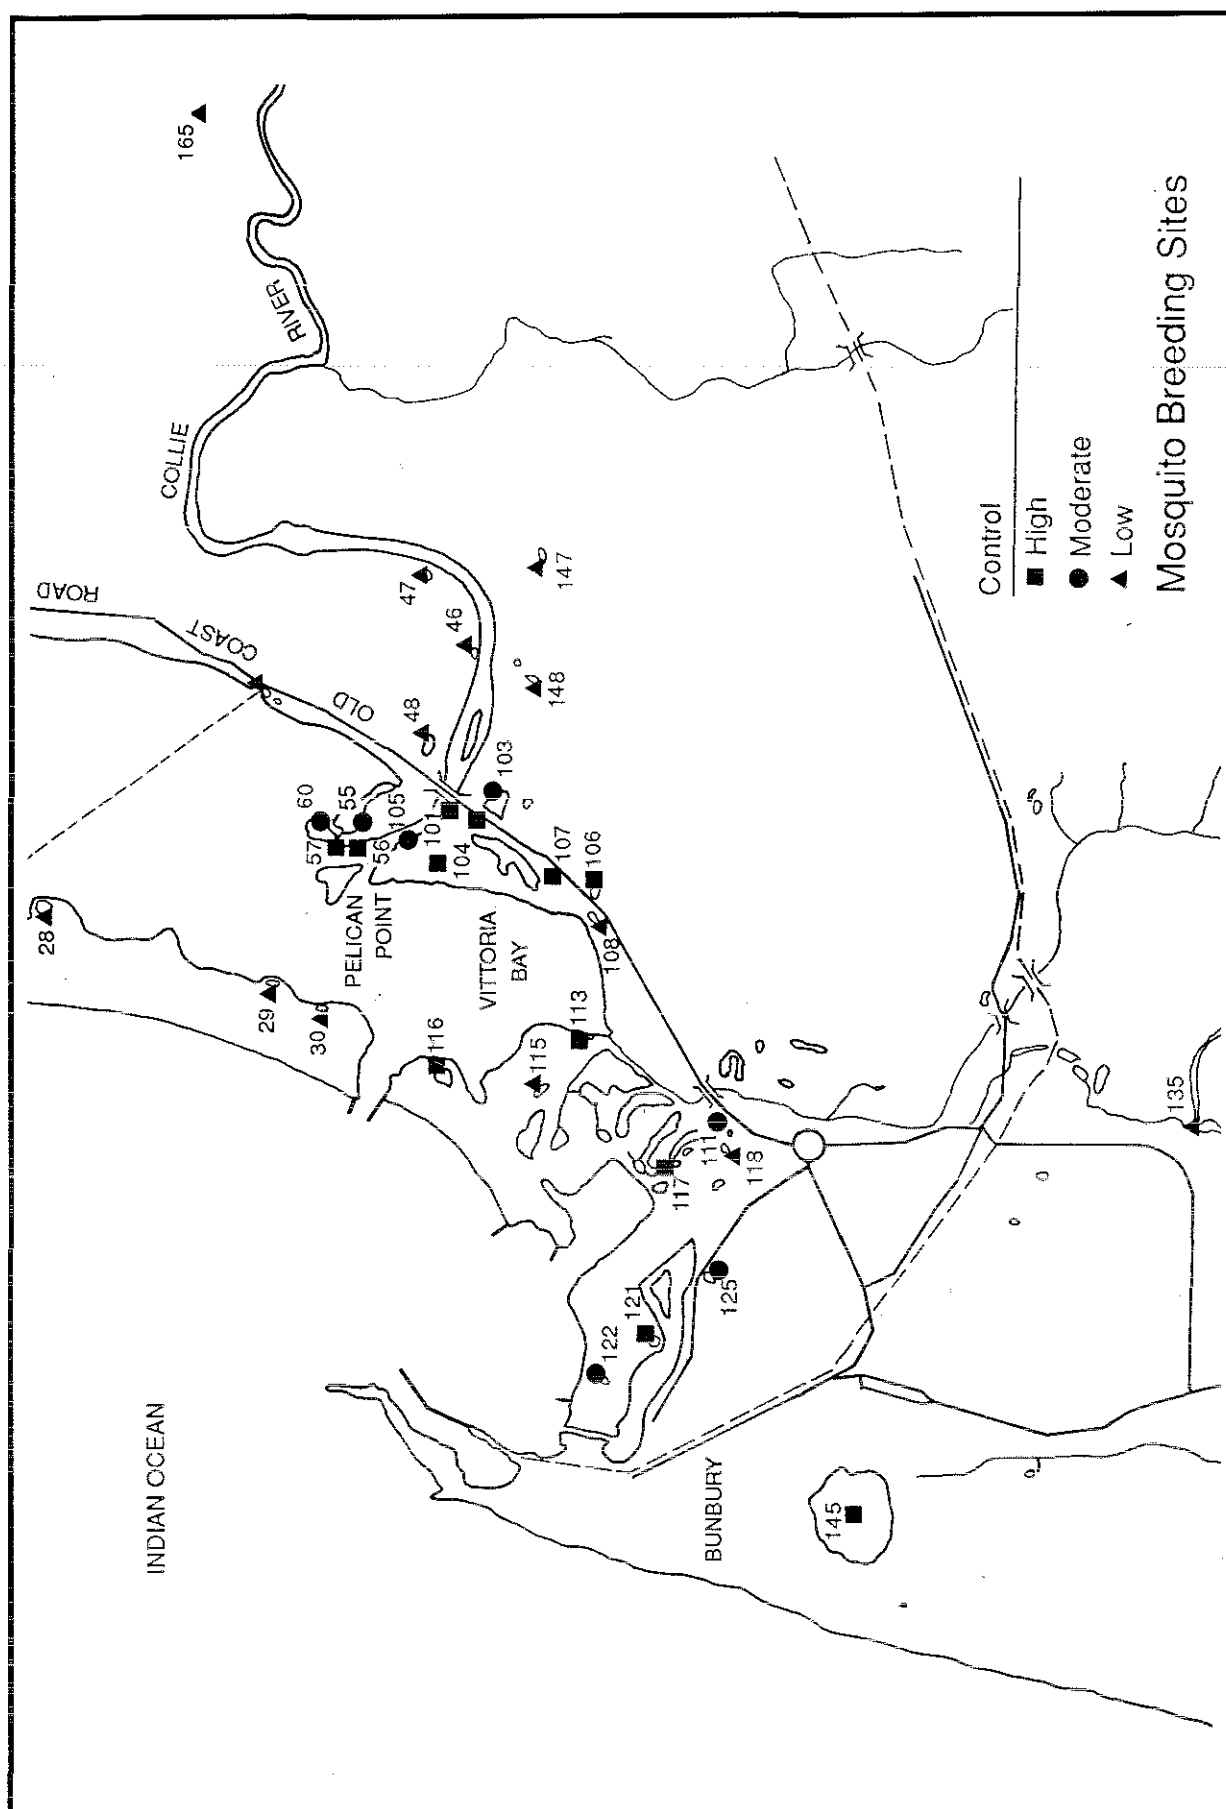 INDIAN OCEAN
BUNBURY
PELICAN
POINT
VITTORIA
BAY
OLD
COAST
ROAD
COLLIE
RIVER
28
29
30
116
115
113
117
111
118
121
122
125
145
135
108
106
107
104
101
103
105
56
55
57
60
48
46
47
148
147
165
Control
High
Moderate
Low
Mosquito Breeding Sites